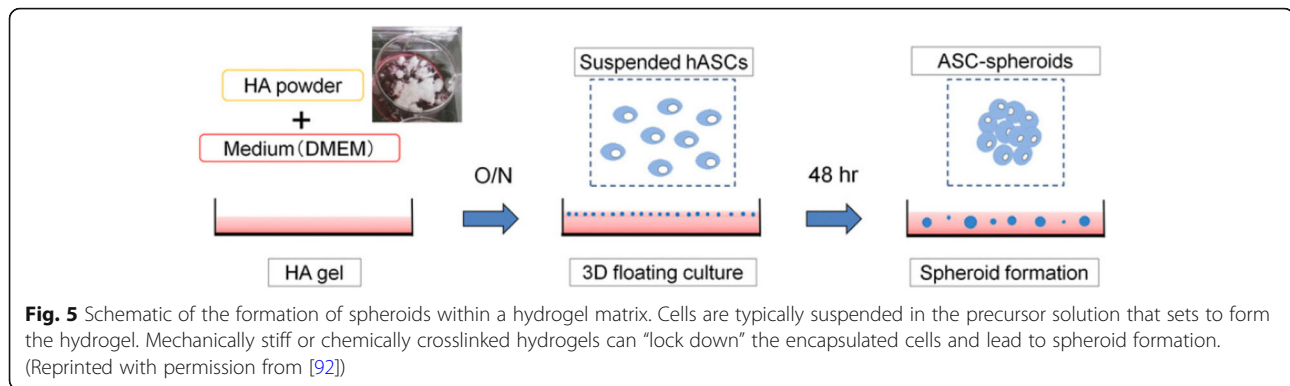 HA powder
+
Medium(DMEM)
HA gel
O/N
Suspended hASCs
3D floating culture
48 hr
ASC-spheroids
Spheroid formation
Fig. 5 Schematic of the formation of spheroids within a hydrogel matrix. Cells are typically suspended in the precursor solution that sets to form
the hydrogel. Mechanically stiff or chemically crosslinked hydrogels can “lock down” the encapsulated cells and lead to spheroid formation.
(Reprinted with permission from [92])